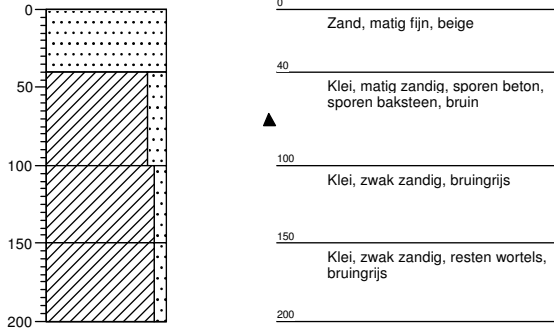 0
50
100
150
200
0
Zand, matig fijn, beige
40
Klei, matig zandig, sporen beton,
sporen baksteen, bruin
100
Klei, zwak zandig, bruingrijs
150
Klei, zwak zandig, resten wortels,
bruingrijs
200